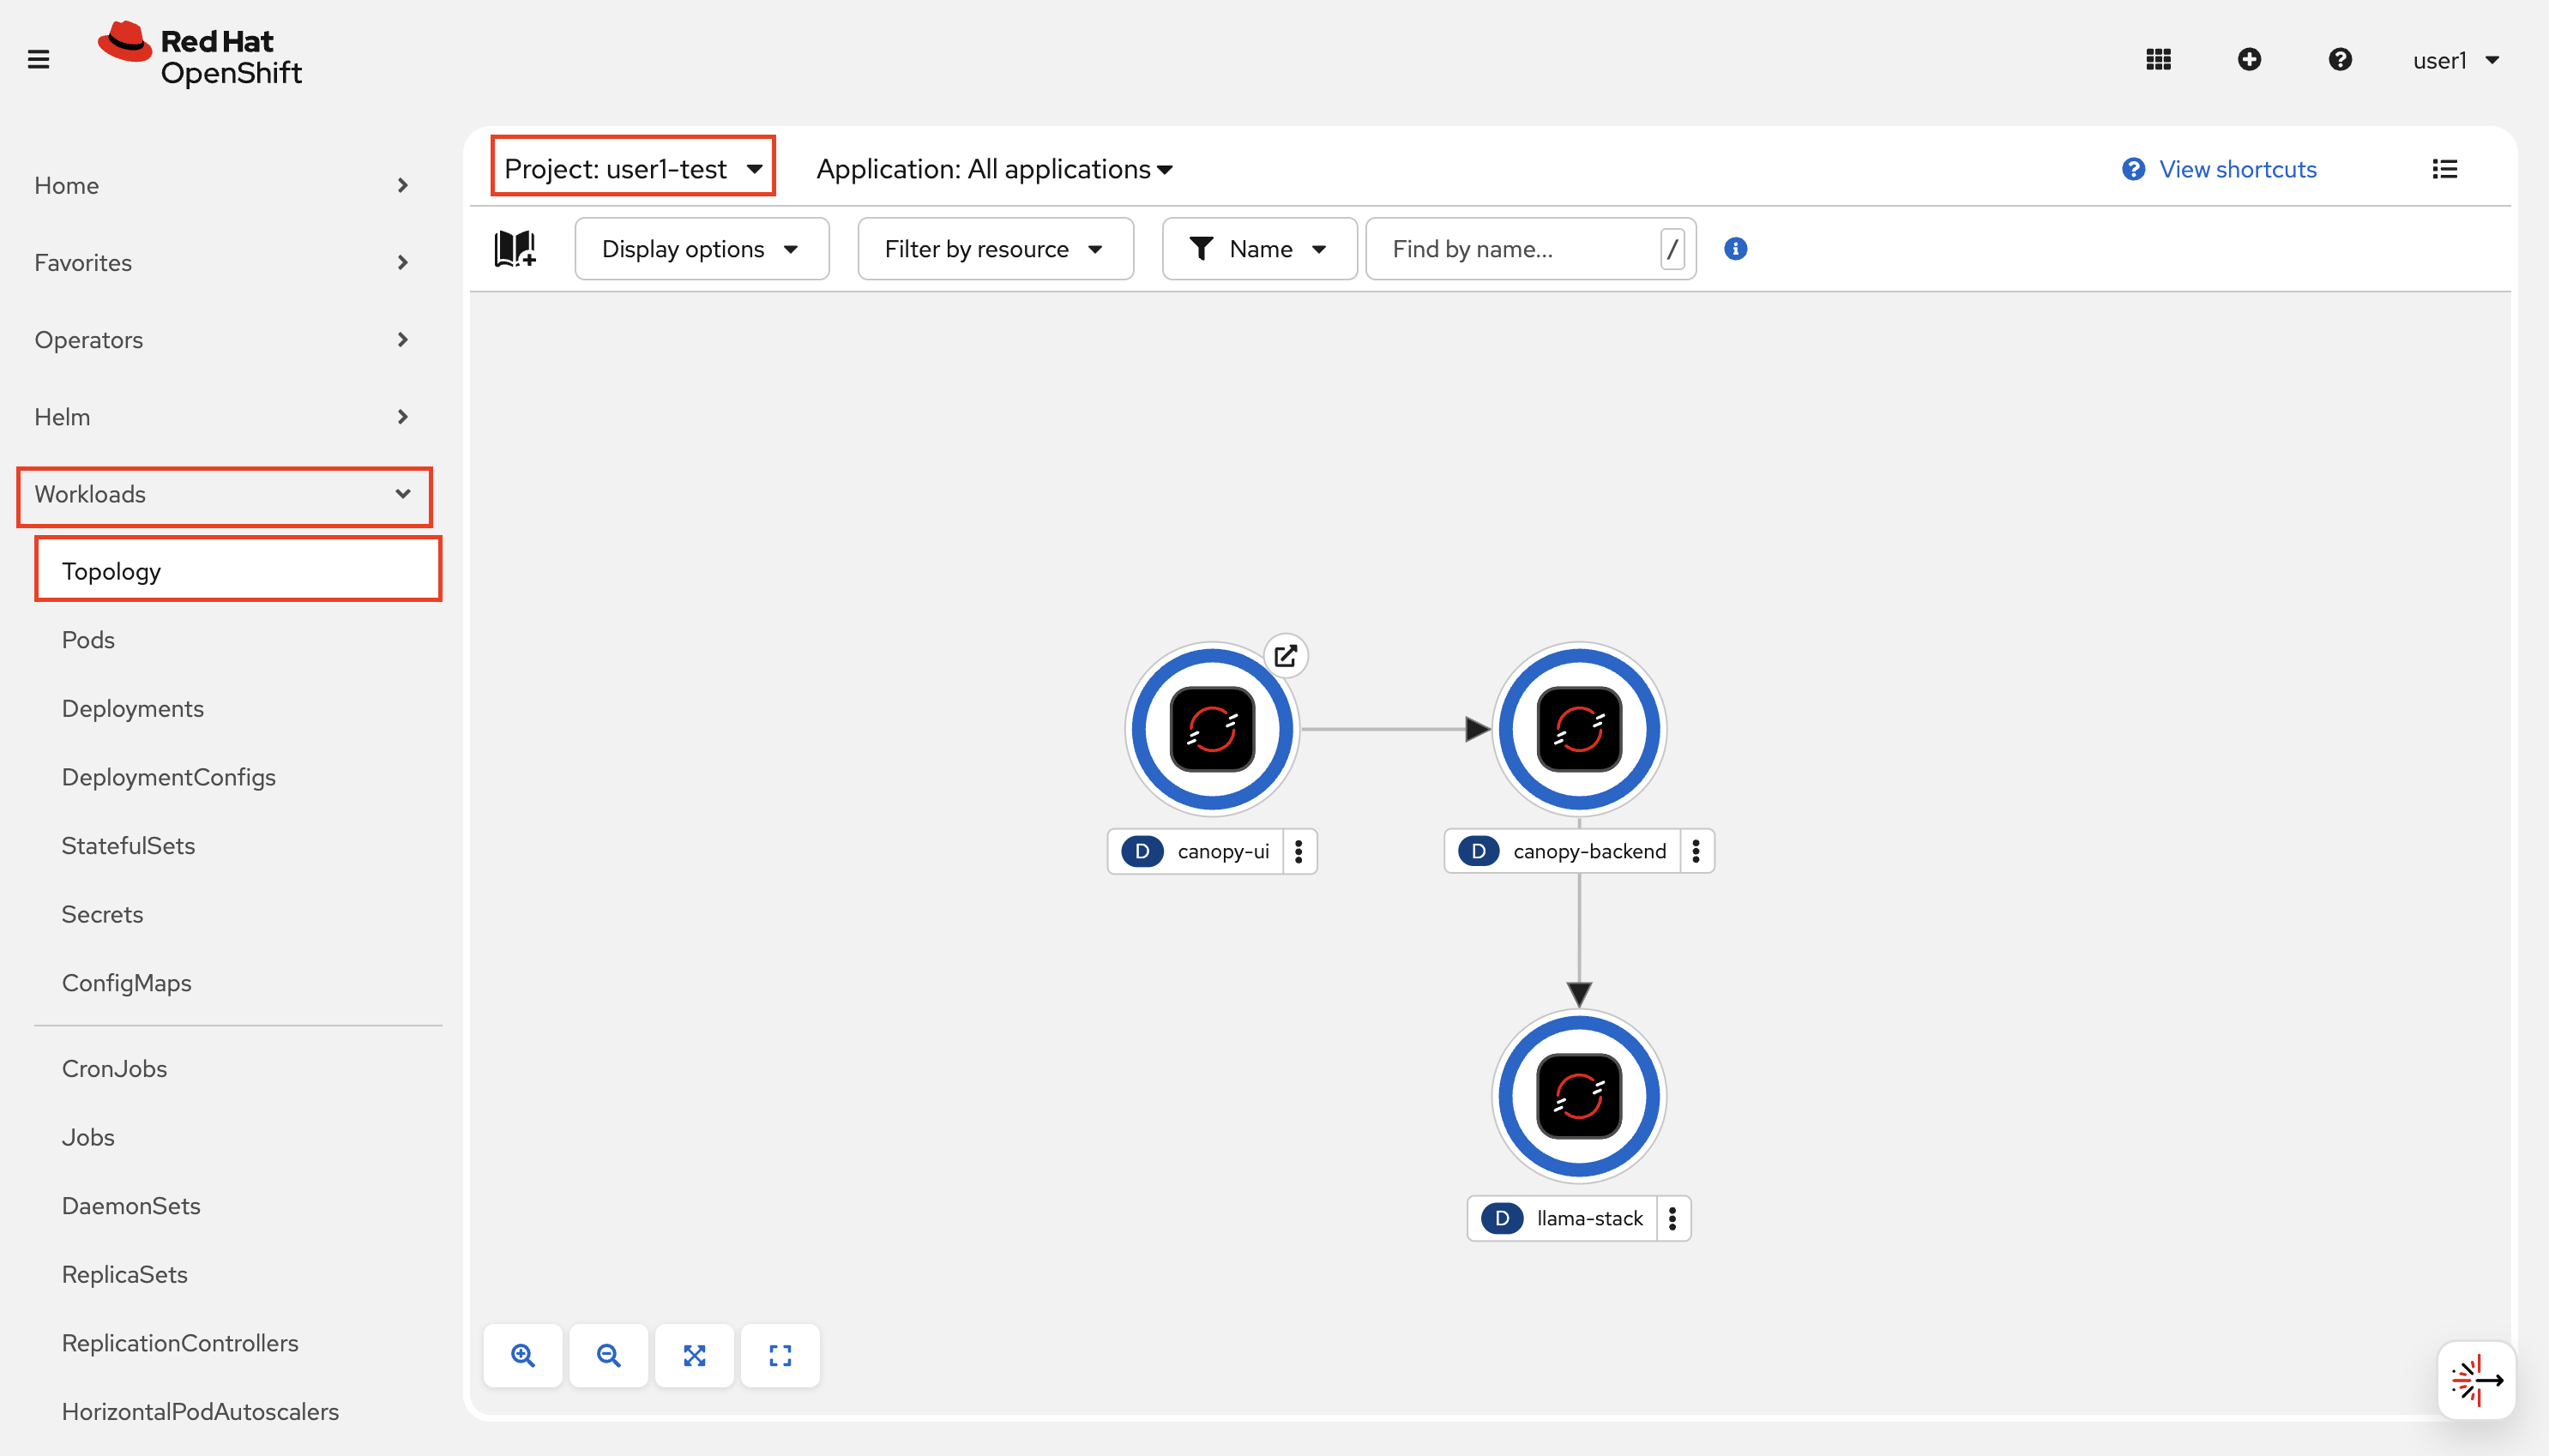 Red Hat
OpenShift
user1
Home
Favorites
Operators
Helm
Workloads
Topology
Pods
Deployments
DeploymentConfigs
StatefulSets
Secrets
ConfigMaps
CronJobs
Jobs
DaemonSets
ReplicaSets
ReplicationControllers
HorizontalPodAutoscalers
Project: user1-test
Application: All applications
View shortcuts
Display options
Filter by resource
Name
Find by name...
/
D canopy-ui
D canopy-backend
D llama-stack